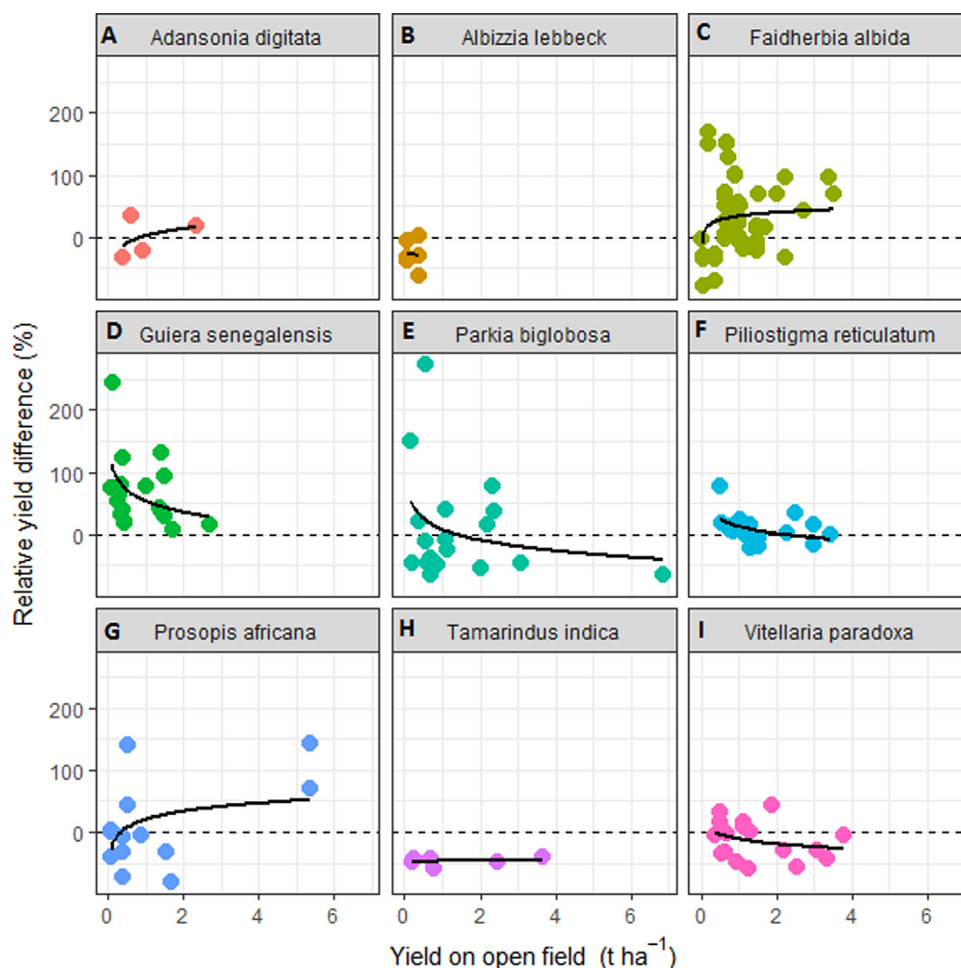 A Adansonia digitata
B Albizzia lebbeck
C Faidherbia albida
200
100
0
D Guiera senegalensis
E Parkia biglobosa
F Piliostigma reticulatum
200
100
0
G Prosopis africana
H Tamarindus indica
I Vitellaria paradoxa
200
100
0
0 2 4 6
0 2 4 6
0 2 4 6
Relative yield difference (%)
Yield on open field (t ha⁻¹)